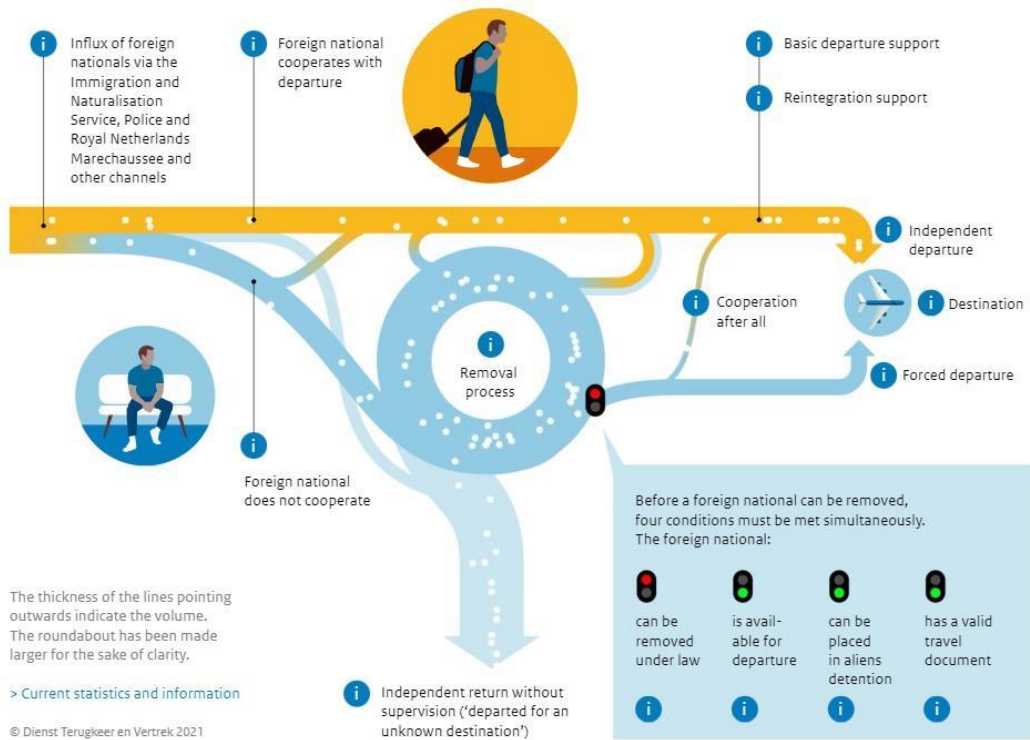 Influx of foreign
nationals via the
Immigration and
Naturalisation
Service, Police and
Royal Netherlands
Marechaussee and
other channels
Foreign national
cooperates with
departure
Basic departure support
Reintegration support
Independent
departure
Destination
Cooperation
after all
Forced departure
Removal
process
Foreign national
does not cooperate
Before a foreign national can be removed,
four conditions must be met simultaneously.
The foreign national:
can be
removed
under law
is avail-
able for
departure
can be
placed
in aliens
detention
has a valid
travel
document
The thickness of the lines pointing
outwards indicate the volume.
The roundabout has been made
larger for the sake of clarity.
> Current statistics and information
© Dienst Terugkeer en Vertrek 2021
Independent return without
supervision (‘departed for an
unknown destination’)